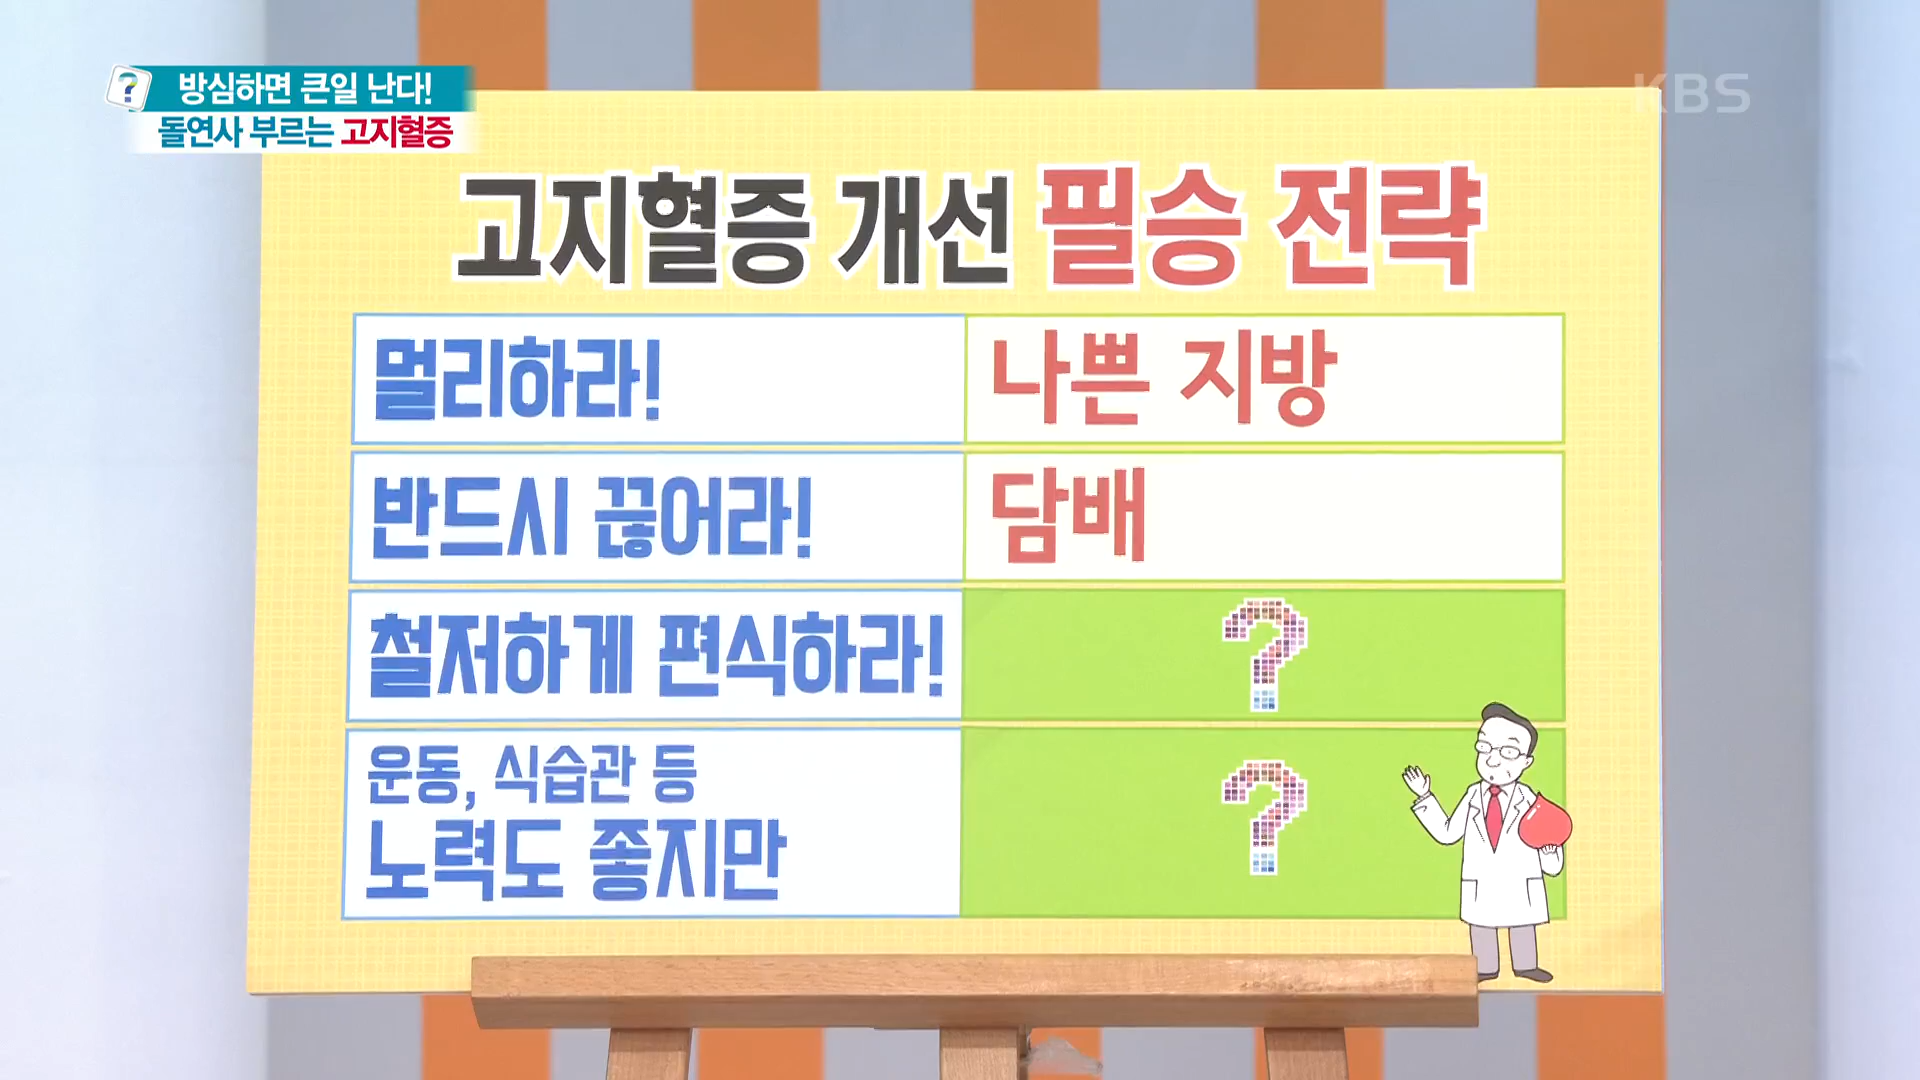 ? 방심하면 큰일 난다!
돌연사 부르는 고지혈증
KBS
고지혈증 개선 필승 전략
멀리하라! 나쁜 지방
반드시 끊어라! 담배
철저하게 편식하라! ?
운동, 식습관 등
노력도 좋지만 ?